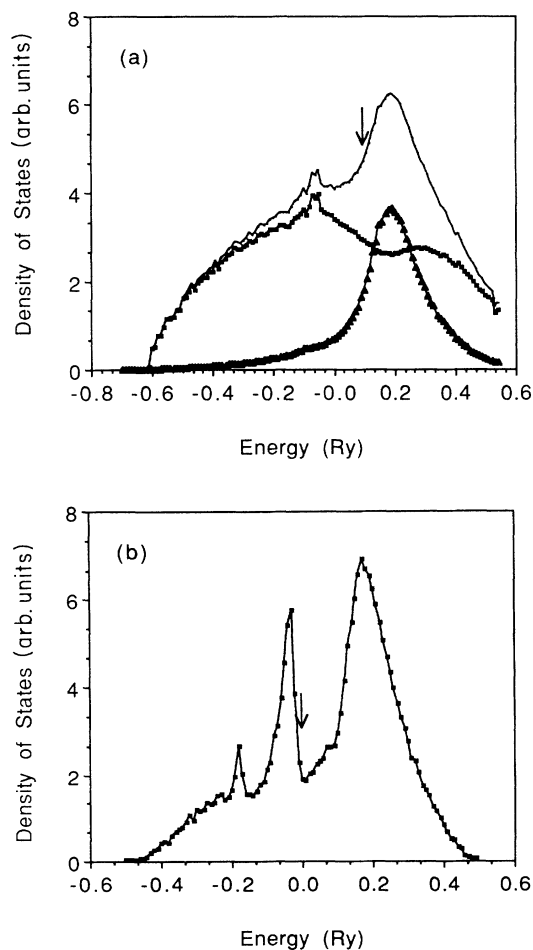 8
6
4
2
0
(a)
Density of States (arb. units)
-0.8 -0.6 -0.4 -0.2 -0.0 0.2 0.4 0.6
Energy (Ry)
8
6
4
2
0
(b)
Density of States (arb. units)
-0.6 -0.4 -0.2 0.0 0.2 0.4 0.6
Energy (Ry)